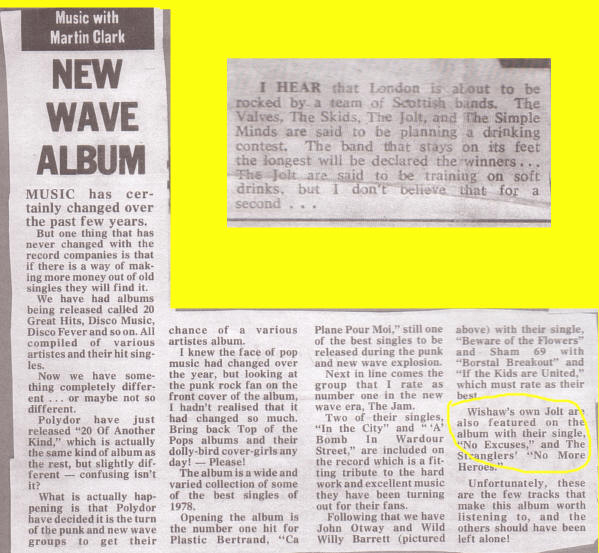 Music with
Martin Clark
NEW
WAVE
ALBUM
MUSIC has cer-
tainly changed over
the past few years.
But one thing that has
never changed with the
record companies is that
if there is a way of mak-
ing more money out of old
singles they will find it.
We have had albums
being released called 20
Great Hits, Disco Music,
Disco Fever and so on. All
compiled of various
artistes and their hit sing-
les.
Now we have some-
thing completely differ-
ent . . . or maybe not so
different.
Polydor have just
released "20 Of Another
Kind," which is actually
the same kind of album as
the rest, but slightly dif-
ferent — confusing isn't
it?
What is actually hap-
pening is that Polydor
have decided it is the turn
of the punk and new wave
groups to get their
chance of a various
artistes album.
I knew the face of pop
music had changed over
the year, but looking at
the punk rock fan on the
front cover of the album,
I hadn't realised that it
had changed so much.
Bring back Top of the
Pops albums and their
dolly-bird cover-girls any
day! — Please!
The album is a wide and
varied collection of some
of the best singles of
1978.
Opening the album is
the number one hit for
Plastic Bertrand, "Ca
Plane Pour Moi," still one
of the best singles to be
released during the punk
and new wave explosion.
Next in line comes the
group that I rate as
number one in the new
wave era, The Jam.
Two of their singles,
"In the City" and "'A'
Bomb In Wardour
Street," are included on
the record which is a fit-
ting tribute to the hard
work and excellent music
they have been turning
out for their fans.
Following that we have
John Otway and Wild
Willy Barrett (pictured
above) with their single,
"Beware of the Flowers"
and Sham 69 with
"Borstal Breakout" and
"If the Kids are United,"
which must rate as their
best
Wishaw's own Jolt are
also featured on the
album with their single,
"No Excuses," and The
Stranglers' "No More
Heroes."
Unfortunately, these
are the few tracks that
make this album worth
listening to, and the
others should have been
left alone!
I HEAR that London is about to be
rocked by a team of Scottish bands. The
Valves, The Skids, The Jolt, and The Simple
Minds are said to be planning a drinking
contest. The band that stays on its feet
the longest will be declared the winners . . .
The Jolt are said to be training on soft
drinks, but I don't believe that for a
second . . .